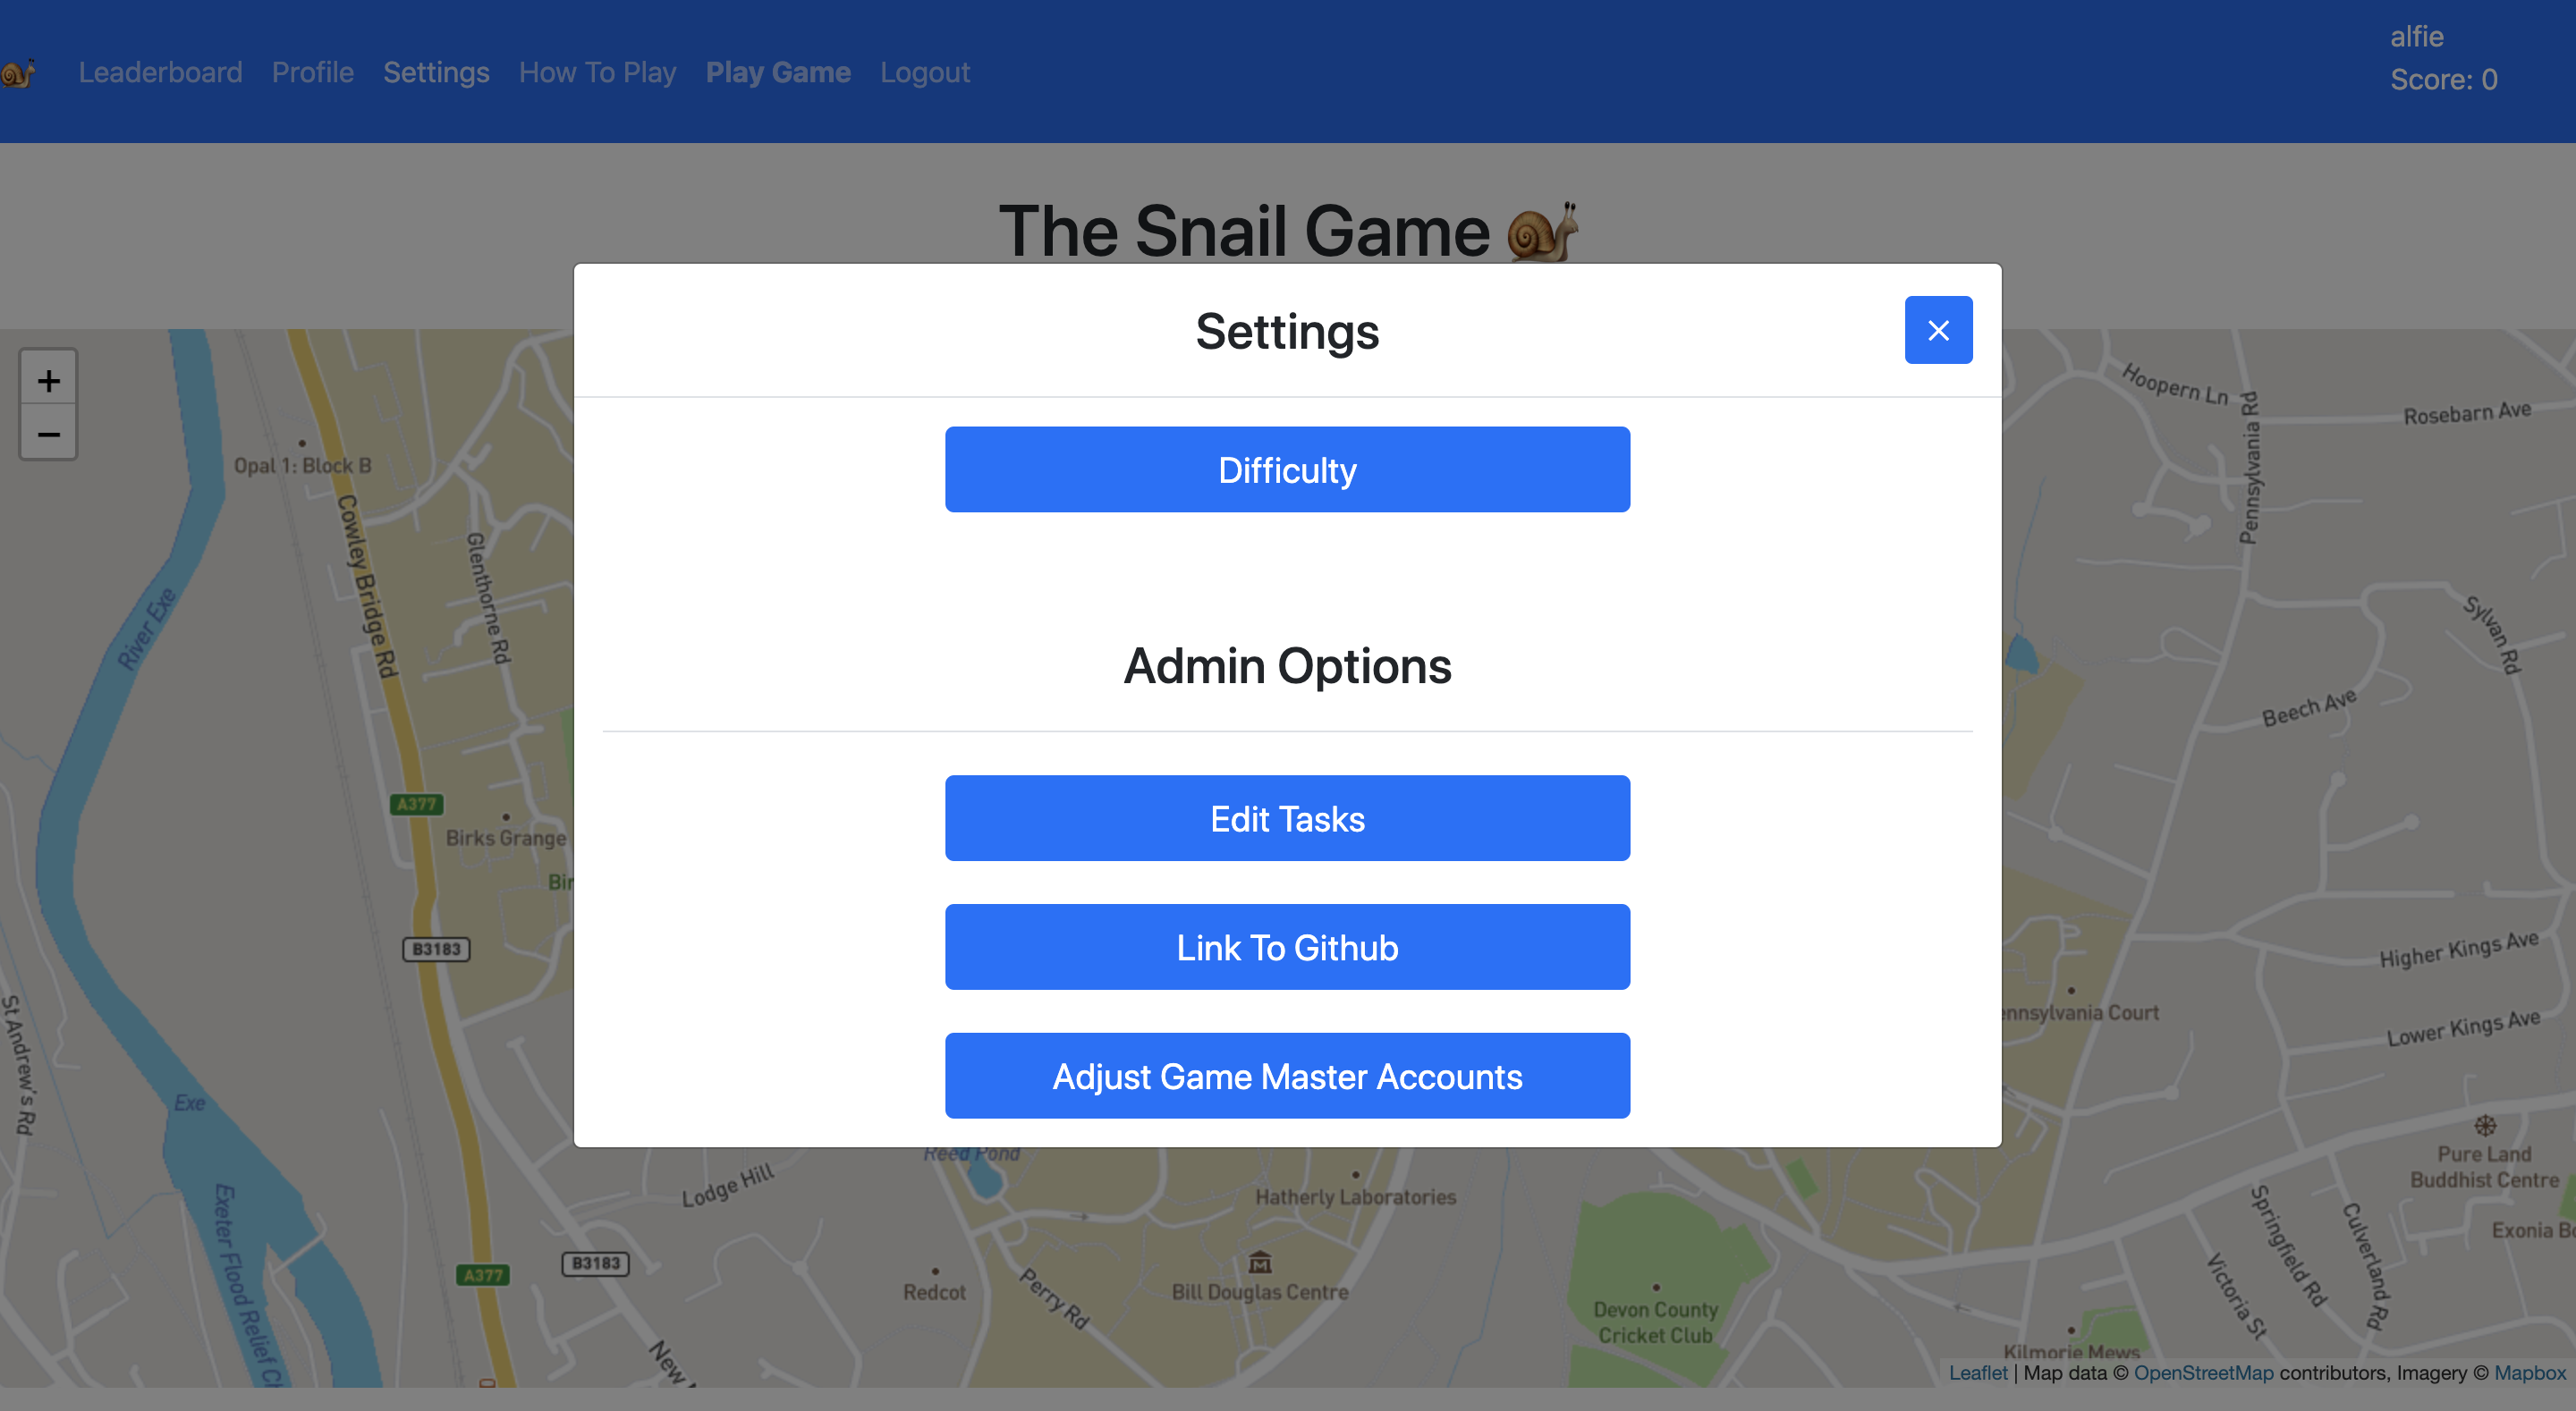 Leaderboard Profile Settings How To Play Play Game Logout
alfie
Score: 0
The Snail Game
Settings
×
Difficulty
Admin Options
Edit Tasks
Link To Github
Adjust Game Master Accounts
+
−
Opal 1: Block B
Cowley Bridge Rd
Glenthorne Rd
River Exe
A377
Birks Grange
Bir
B3183
St Andrew's Rd
Exe
Exeter Flood Relief Ch
A377
B3183
Lodge Hill
New
Reed Pond
Redcot
Perry Rd
Hatherly Laboratories
Bill Douglas Centre
Devon County
Cricket Club
Hoopern Ln
Pennsylvania Rd
Rosebarn Ave
Sylvan Rd
Beech Ave
Higher Kings Ave
Lower Kings Ave
ennsylvania Court
Pure Land
Buddhist Centre
Springfield Rd
Culverland Rd
Victoria St
Exonia
Kilmorie Mews
Leaflet | Map data © OpenStreetMap contributors, Imagery © Mapbox